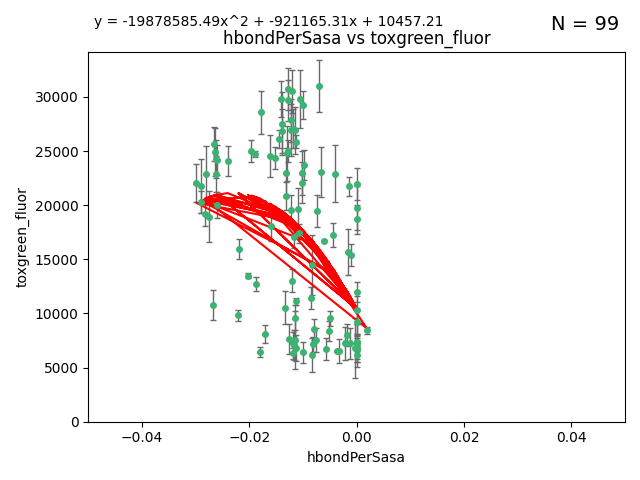 y = -19878585.49x^2 + -921165.31x + 10457.21
N = 99
hbondPerSasa vs toxgreen_fluor
30000
25000
20000
15000
10000
5000
0
toxgreen_fluor
−0.04
−0.02
0.00
0.02
0.04
hbondPerSasa